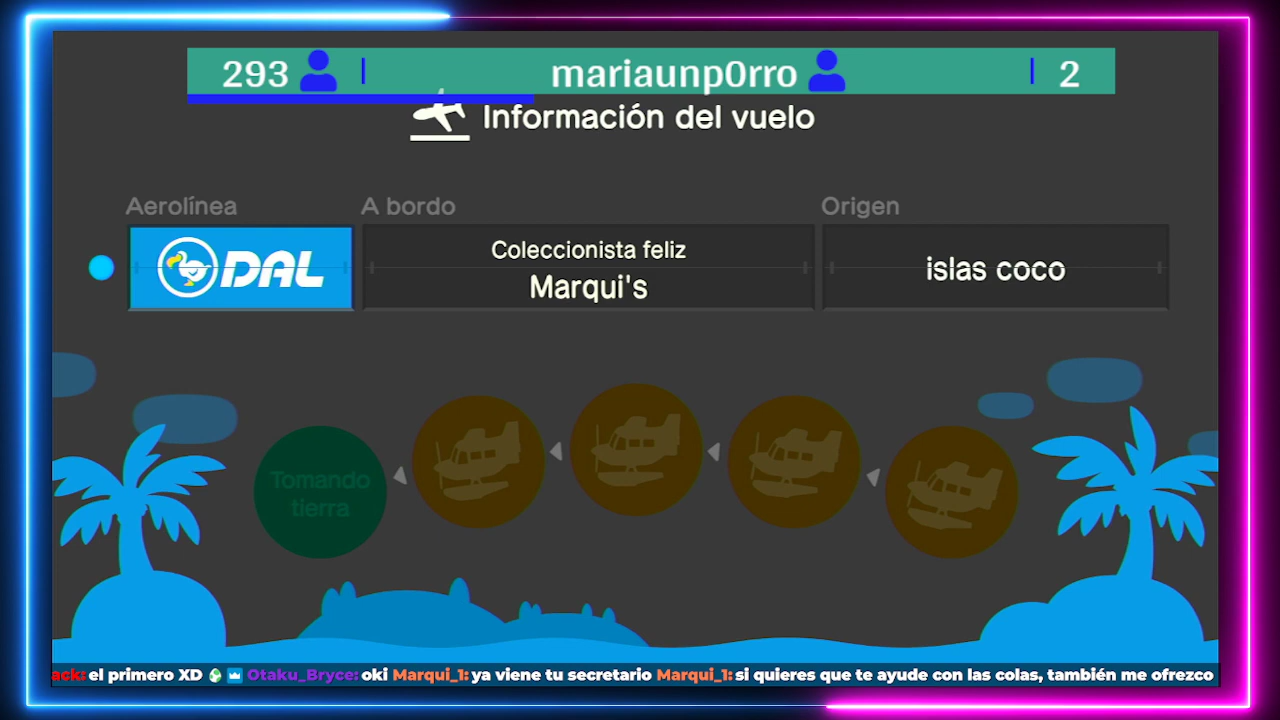 293 mariaunp0rro 2
Información del vuelo
Aerolínea A bordo Origen
DAL
Coleccionista feliz
Marqui's
islas coco
Tomando
tierra
ack: el primero XD Otaku_Bryce: oki Marqui_1: ya viene tu secretario Marqui_1: si quieres que te ayude con las colas, también me ofrezco